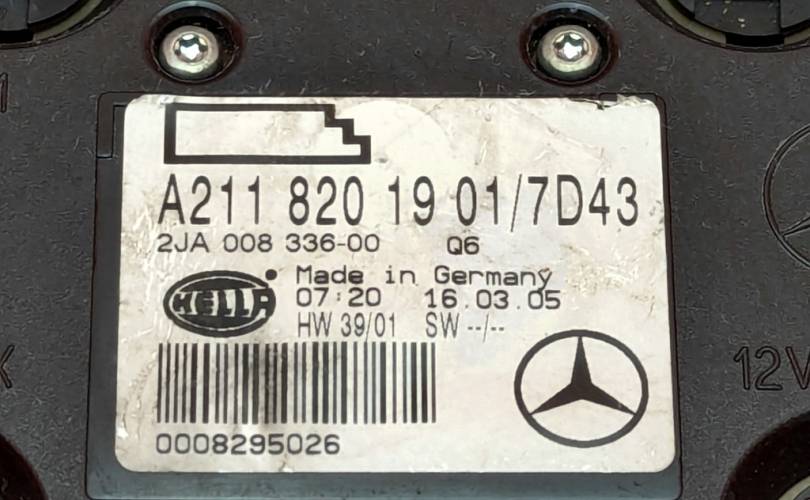 A211 820 19 01/7D43
2JA 008 336-00 Q6
HELLA
Made in Germany
07:20 16.03.05
HW 39/01 SW --/--
0008295026
12V